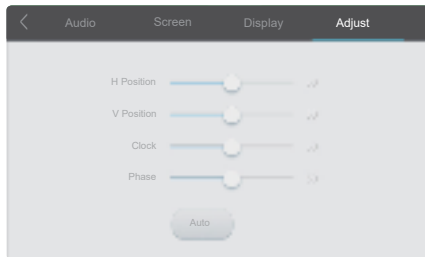 Audio Screen Display Adjust
H Position
V Position
Clock
Phase
Auto